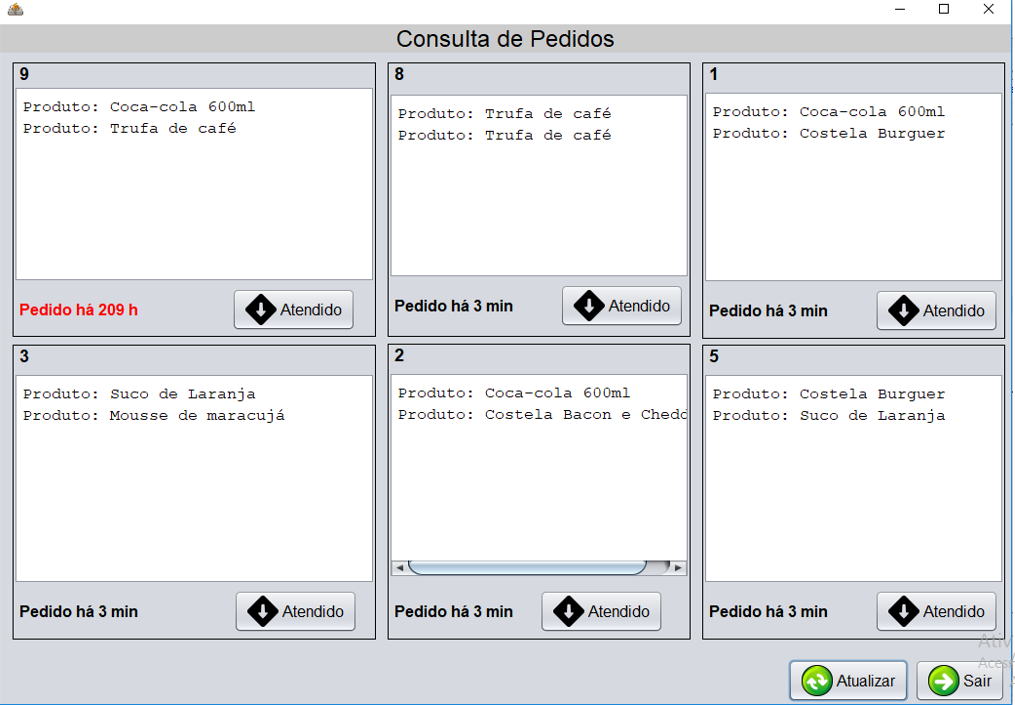 Consulta de Pedidos
9
Produto: Coca-cola 600ml
Produto: Trufa de café
Pedido há 209 h
Atendido
8
Produto: Trufa de café
Produto: Trufa de café
Pedido há 3 min
Atendido
1
Produto: Coca-cola 600ml
Produto: Costela Burguer
Pedido há 3 min
Atendido
3
Produto: Suco de Laranja
Produto: Mousse de maracujá
Pedido há 3 min
Atendido
2
Produto: Coca-cola 600ml
Produto: Costela Bacon e Chedd
Pedido há 3 min
Atendido
5
Produto: Costela Burguer
Produto: Suco de Laranja
Pedido há 3 min
Atendido
Atualizar
Sair